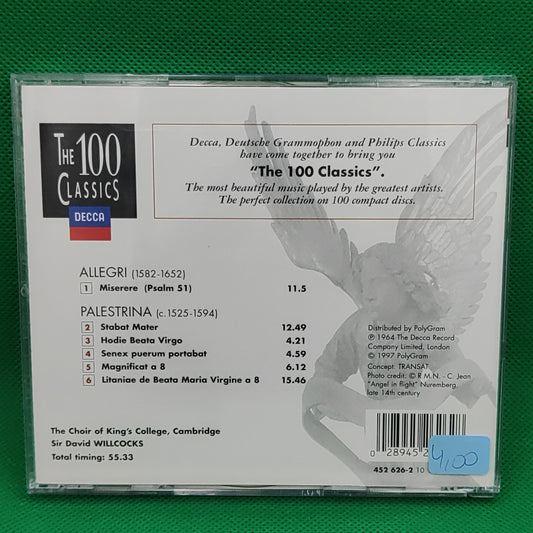 THE 100 CLASSICS
DECCA
Decca, Deutsche Grammophon and Philips Classics
have come together to bring you
"The 100 Classics".
The most beautiful music played by the greatest artists.
The perfect collection on 100 compact discs.
ALLEGRI (1582-1652)
1 Miserere (Psalm 51) 11.5
PALESTRINA (c. 1525-1594)
2 Stabat Mater 12.49
3 Hodie Beata Virgo 4.21
4 Senex puerum portabat 4.59
5 Magnificat a 8 6.12
6 Litaniae de Beata Maria Virgine a 8 15.46
Distributed by PolyGram
℗ 1964 The Decca Record
Company Limited, London
© 1997 PolyGram
Concept: TRANSAT
Photo credit: © R.M.N. - C. Jean
"Angel in flight" Nuremberg,
late 14th century
The Choir of King's College, Cambridge
Sir David WILLCOCKS
Total timing: 55.33
0 28945 2
452 626-2 10
4,00